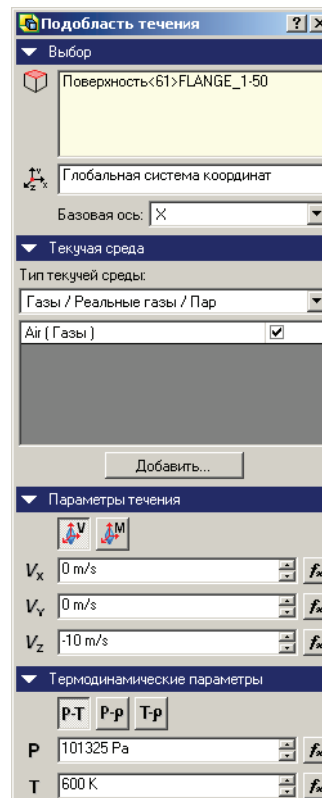 Подобласть течения
Выбор
Поверхность<61>FLANGE_1-50
Глобальная система координат
Базовая ось: X
Текучая среда
Тип текучей среды:
Газы / Реальные газы / Пар
Air ( Газы )
Добавить...
Параметры течения
V M
Vx 0 m/s
VY 0 m/s
Vz -10 m/s
Термодинамические параметры
P-T P-ρ T-ρ
P 101325 Pa
T 600 K